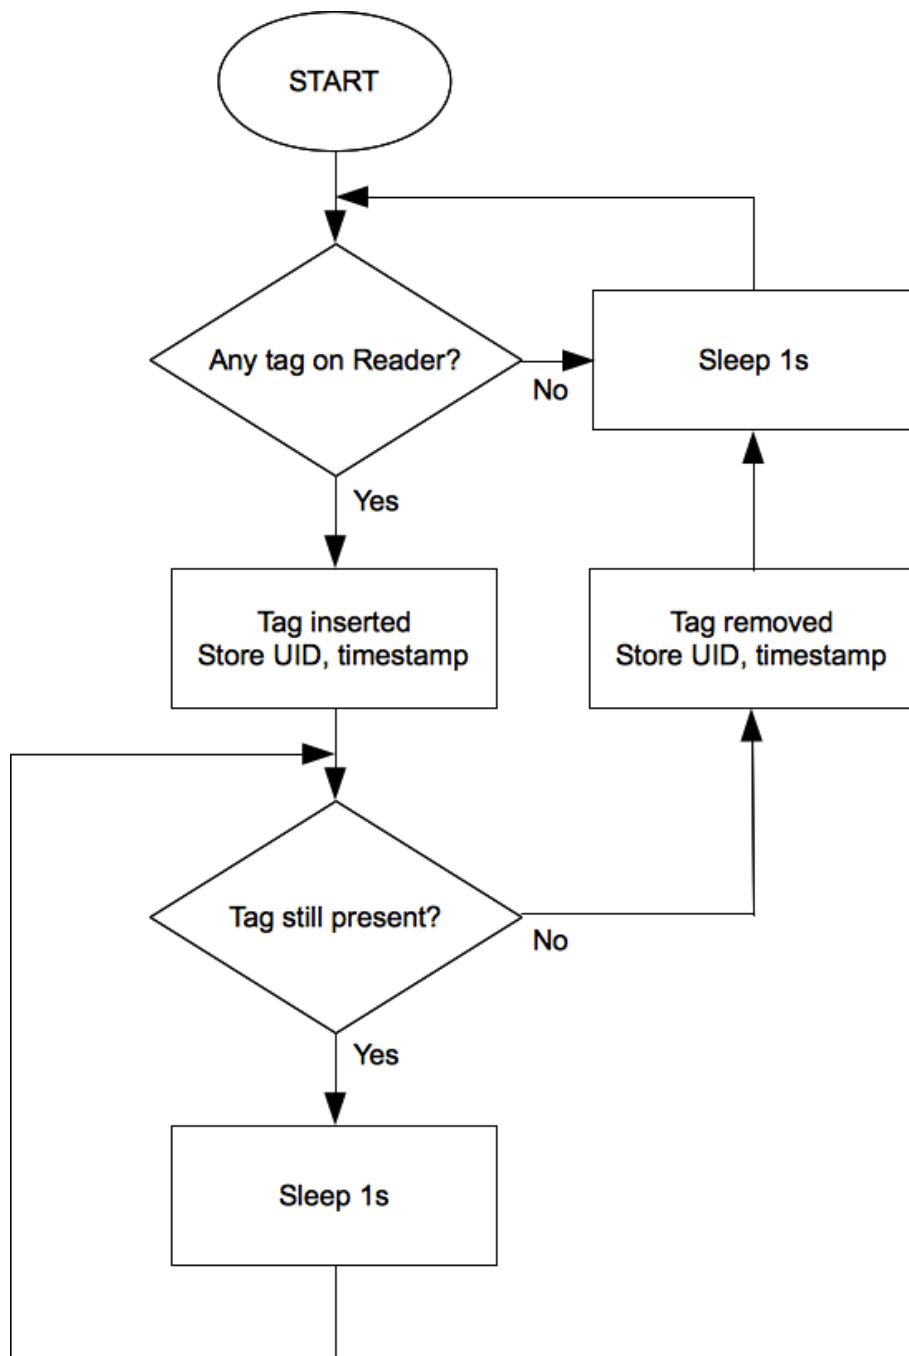 START
Any tag on Reader?
No
Sleep 1s
Yes
Tag inserted
Store UID, timestamp
Tag removed
Store UID, timestamp
Tag still present?
No
Yes
Sleep 1s